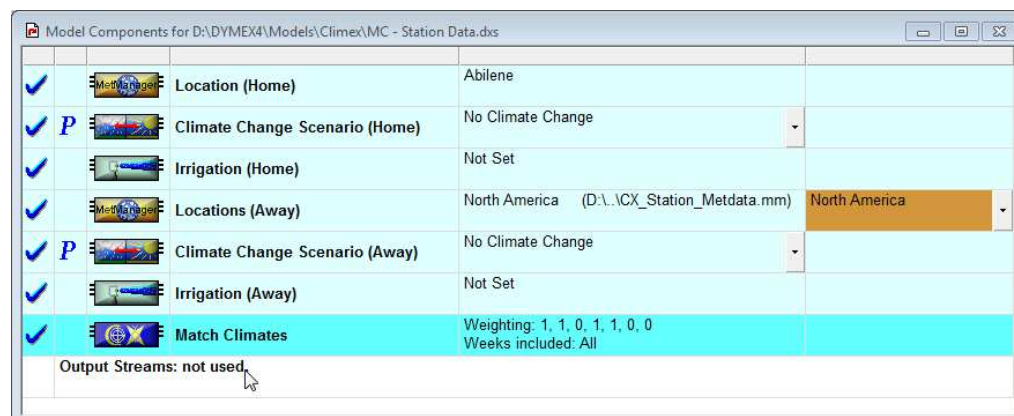 Model Components for D:\DYMEX4\Models\Climex\MC - Station Data.dxs
MetManager Location (Home) Abilene
P Climate Change Scenario (Home) No Climate Change
Irrigation (Home) Not Set
MetManager Locations (Away) North America (D:\..\CX_Station_Metdata.mm) North America
P Climate Change Scenario (Away) No Climate Change
Irrigation (Away) Not Set
Match Climates Weighting: 1, 1, 0, 1, 1, 0, 0
Weeks included: All
Output Streams: not used.